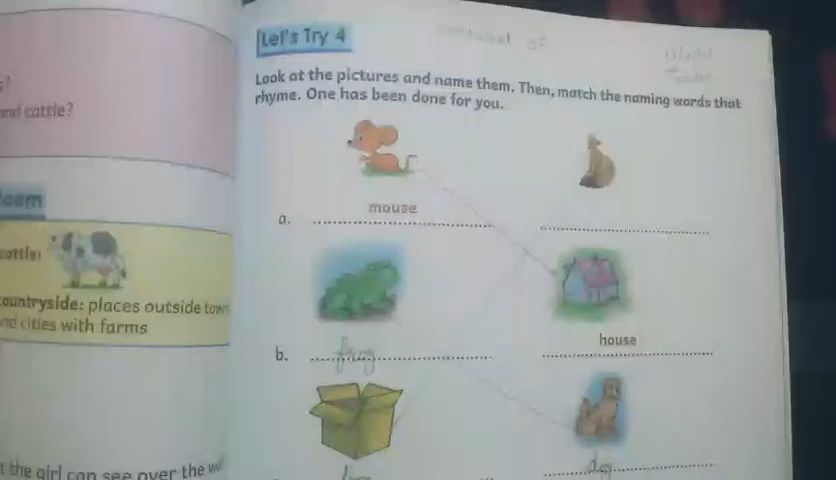 Let's Try 4
Look at the pictures and name them. Then, match the naming words that
rhyme. One has been done for you.
and cattle?
mouse
a.
cattle:
countryside: places outside town
and cities with farms
house
b. frog
dog
t the girl can see over the